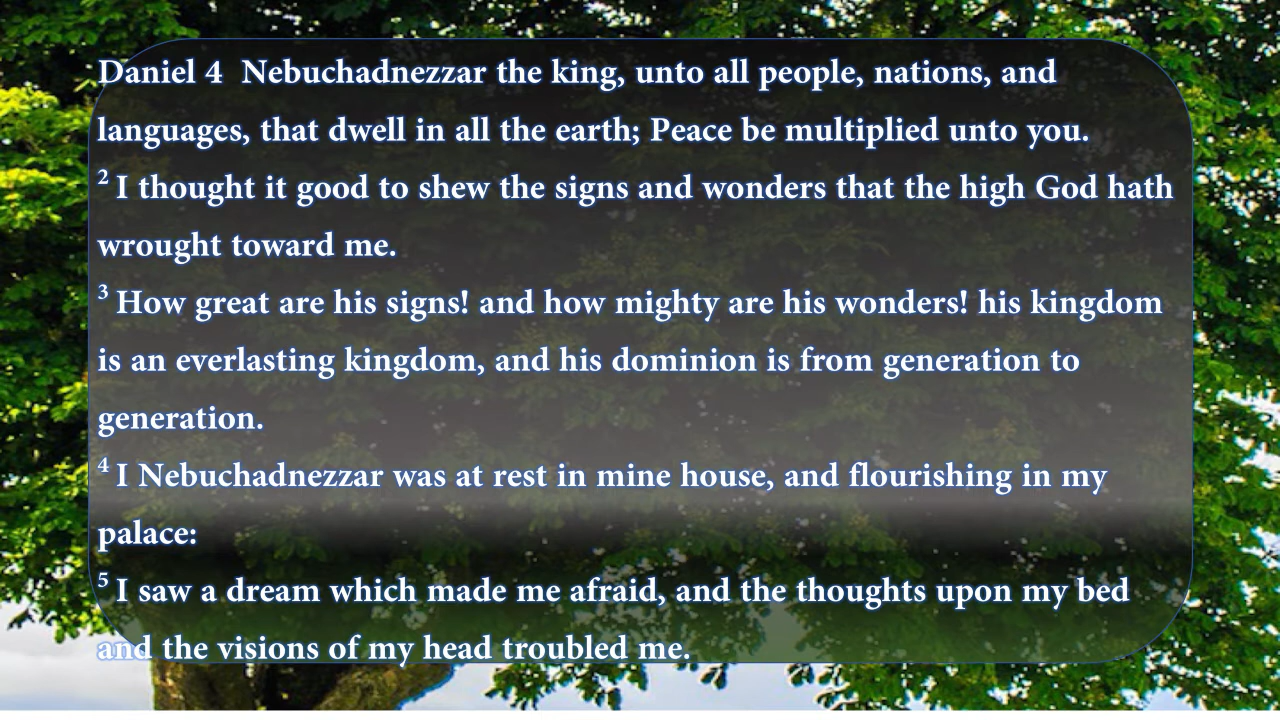 Daniel 4  Nebuchadnezzar the king, unto all people, nations, and
languages, that dwell in all the earth; Peace be multiplied unto you.
2 I thought it good to shew the signs and wonders that the high God hath
wrought toward me.
3 How great are his signs! and how mighty are his wonders! his kingdom
is an everlasting kingdom, and his dominion is from generation to
generation.
4 I Nebuchadnezzar was at rest in mine house, and flourishing in my
palace:
5 I saw a dream which made me afraid, and the thoughts upon my bed
and the visions of my head troubled me.